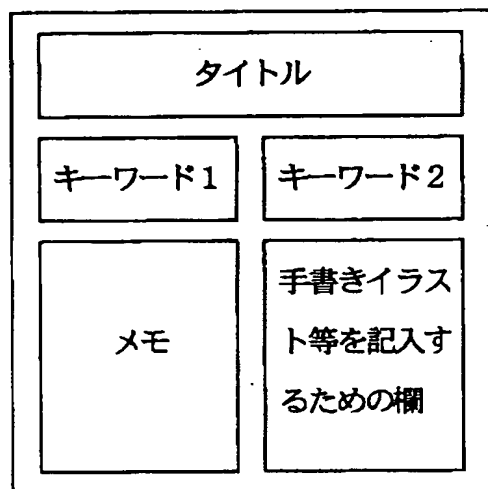 タイトル
キーワード1
キーワード2
メモ
手書きイラス
ト等を記入す
るための欄